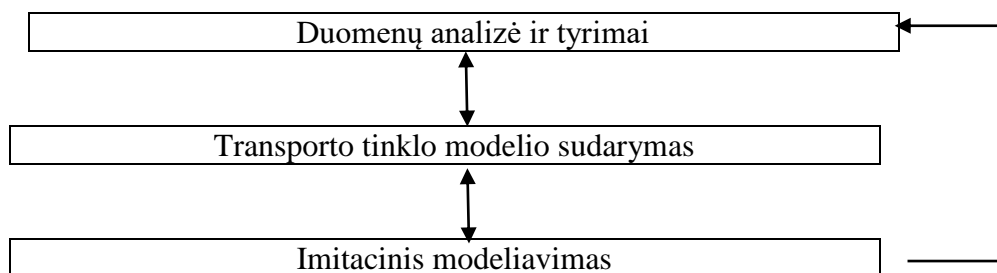 Duomenų analizė ir tyrimai
Transporto tinklo modelio sudarymas
Imitacinis modeliavimas